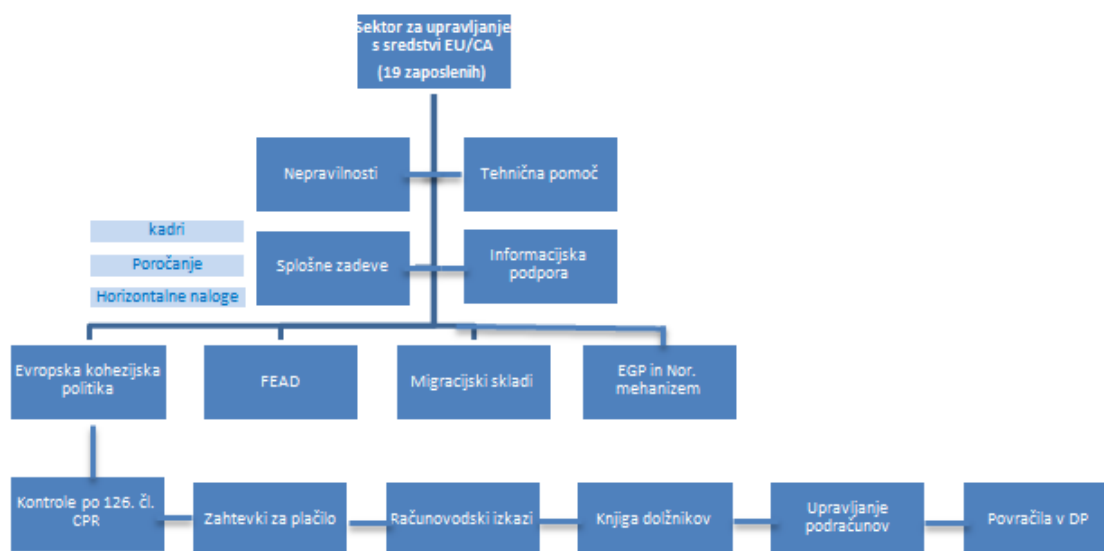 Sektor za upravljanje
s sredstvi EU/CA
(19 zaposlenih)
Nepravilnosti
Tehnična pomoč
kadri
Poročanje
Horizontalne naloge
Splošne zadeve
Informacijska
podpora
Evropska kohezijska
politika
FEAD
Migracijski skladi
EGP in Nor.
mehanizem
Kontrole po 126. čl.
CPR
Zahtevki za plačilo
Računovodski izkazi
Knjiga dolžnikov
Upravljanje
podračunov
Povračila v DP